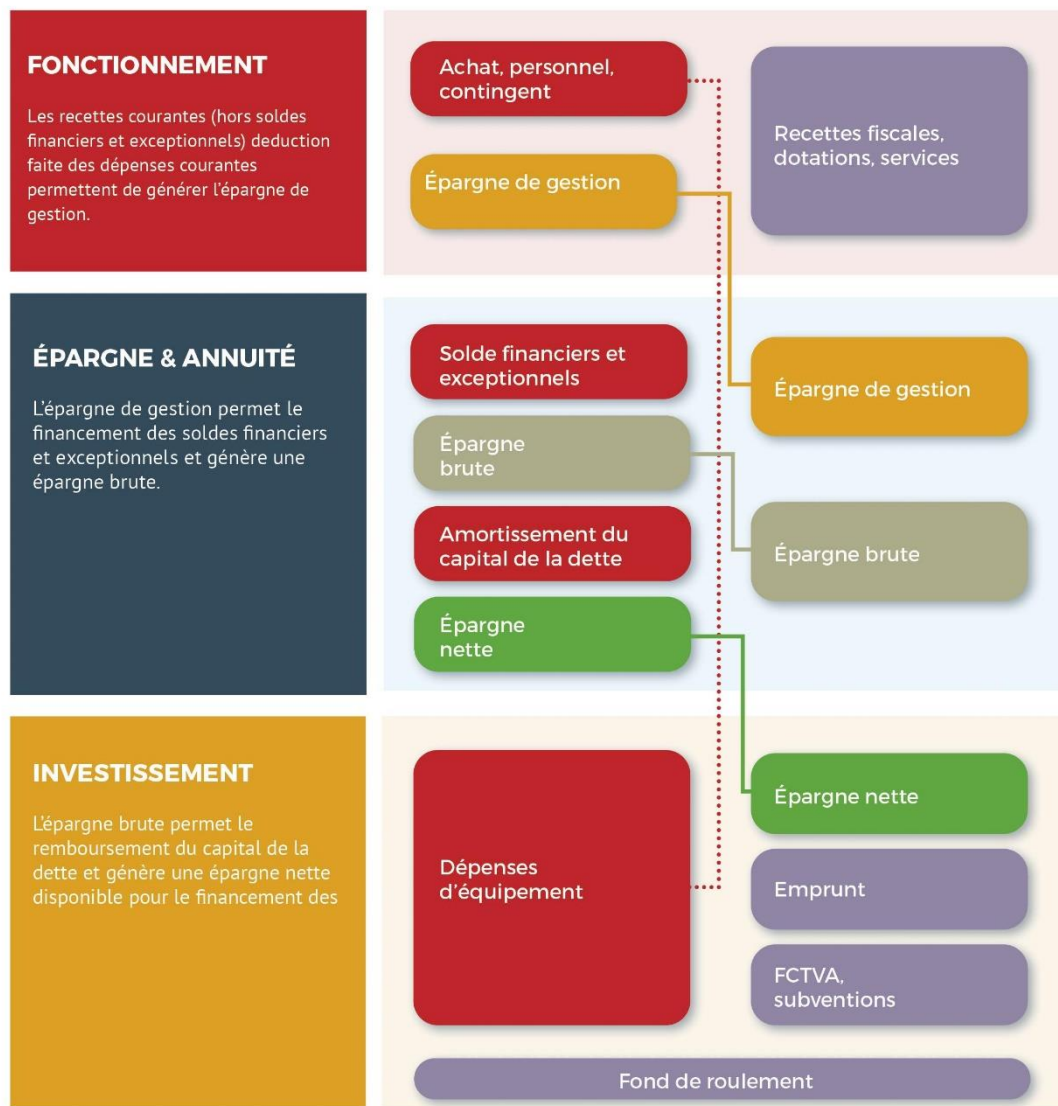 FONCTIONNEMENT
Les recettes courantes (hors soldes
financiers et exceptionnels) deduction
faite des dépenses courantes
permettent de générer l'épargne de
gestion.
Achat, personnel,
contingent
Épargne de gestion
Recettes fiscales,
dotations, services
ÉPARGNE & ANNUITÉ
L'épargne de gestion permet le
financement des soldes financiers
et exceptionnels et génère une
épargne brute.
Solde financiers et
exceptionnels
Épargne
brute
Amortissement du
capital de la dette
Épargne
nette
Épargne de gestion
Épargne brute
INVESTISSEMENT
L'épargne brute permet le
remboursement du capital de la
dette et génère une épargne nette
disponible pour le financement des
Dépenses
d'équipement
Épargne nette
Emprunt
FCTVA,
subventions
Fond de roulement